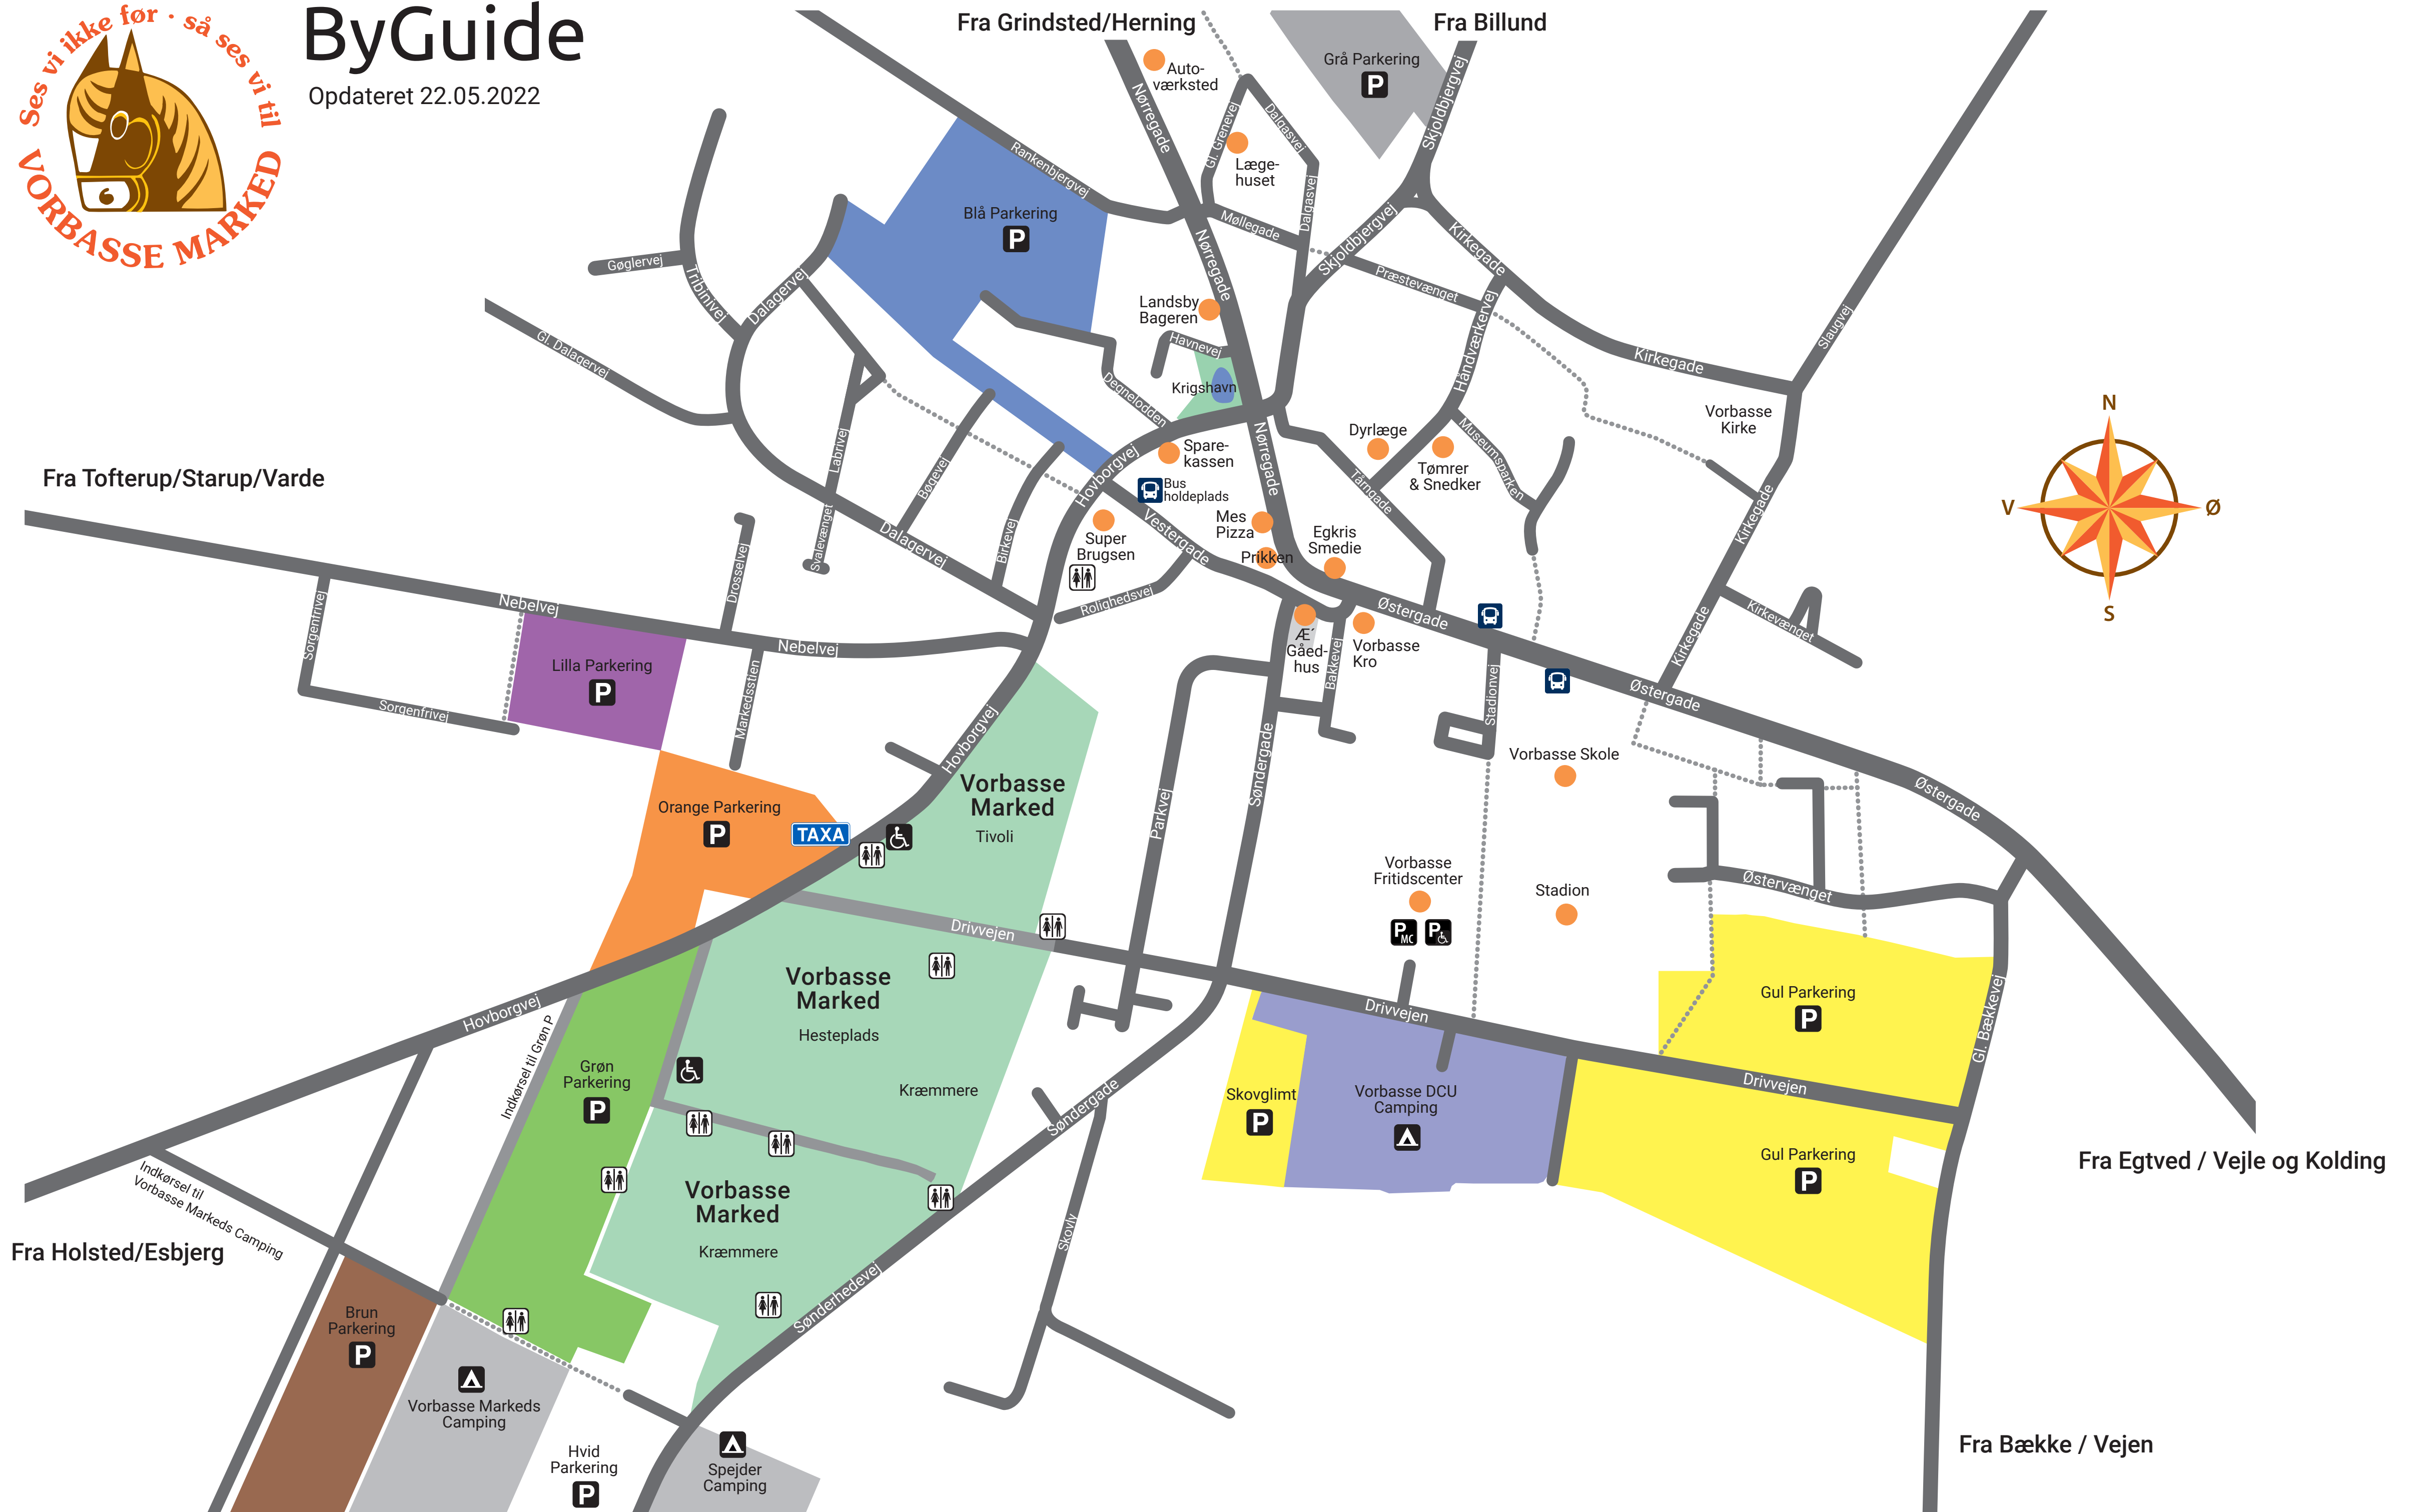 Ses vi ikke før · så ses vi til
VORBASSE MARKED
ByGuide
Opdateret 22.05.2022
Fra Grindsted/Herning
Fra Billund
Grå Parkering
P
Auto-
værksted
Nørregade
Gl. Grenevej
Dalgasvej
Læge-
huset
Skjoldbjergvej
Rankenbjergvej
Blå Parkering
P
Møllegade
Dalgasvej
Nørregade
Skjoldbjergvej
Kirkegade
Præstevænget
Gøglervej
Tribinivej
Dalagervej
Gl. Dalagervej
Landsby
Bageren
Havnevej
Krigshavn
Degnelodden
Håndværkervej
Kirkegade
Slaugvej
Vorbasse
Kirke
N
V
Ø
S
Labrivej
Bøgevej
Birkevej
Svalevænget
Dalagervej
Hovborgvej
Spare-
kassen
Bus
holdeplads
Nørregade
Dyrlæge
Tømrer
& Snedker
Museumsparken
Tårngade
Kirkegade
Fra Tofterup/Starup/Varde
Super
Brugsen
Vestergade
Mes
Pizza
Prikken
Egkris
Smedie
Rolighedsvej
Drosselvej
Nebelvej
Nebelvej
Sorgenfrivej
Sorgenfrivej
Lilla Parkering
P
Markedsstien
Æ´
Gåed-
hus
Bakkevej
Vorbasse
Kro
Østergade
Stadionvej
Kirkegade
Kirkevænget
Østergade
Østergade
Hovborgvej
Orange Parkering
P
TAXA
Vorbasse
Marked
Tivoli
Parkvej
Søndergade
Vorbasse Skole
Vorbasse
Fritidscenter
P
MC
P
Stadion
Østervænget
Drivvejen
Vorbasse
Marked
Hesteplads
Kræmmere
Hovborgvej
Indkørsel til Grøn P
Grøn
Parkering
P
Drivvejen
Gul Parkering
P
Gl. Bækkevej
Drivvejen
Skovglimt
P
Vorbasse DCU
Camping
Gul Parkering
P
Fra Egtved / Vejle og Kolding
Søndergade
Skovlv
Vorbasse
Marked
Kræmmere
Sønderhedevej
Indkørsel til
Vorbasse Markeds Camping
Fra Holsted/Esbjerg
Brun
Parkering
P
Vorbasse Markeds
Camping
Hvid
Parkering
P
Spejder
Camping
Fra Bække / Vejen